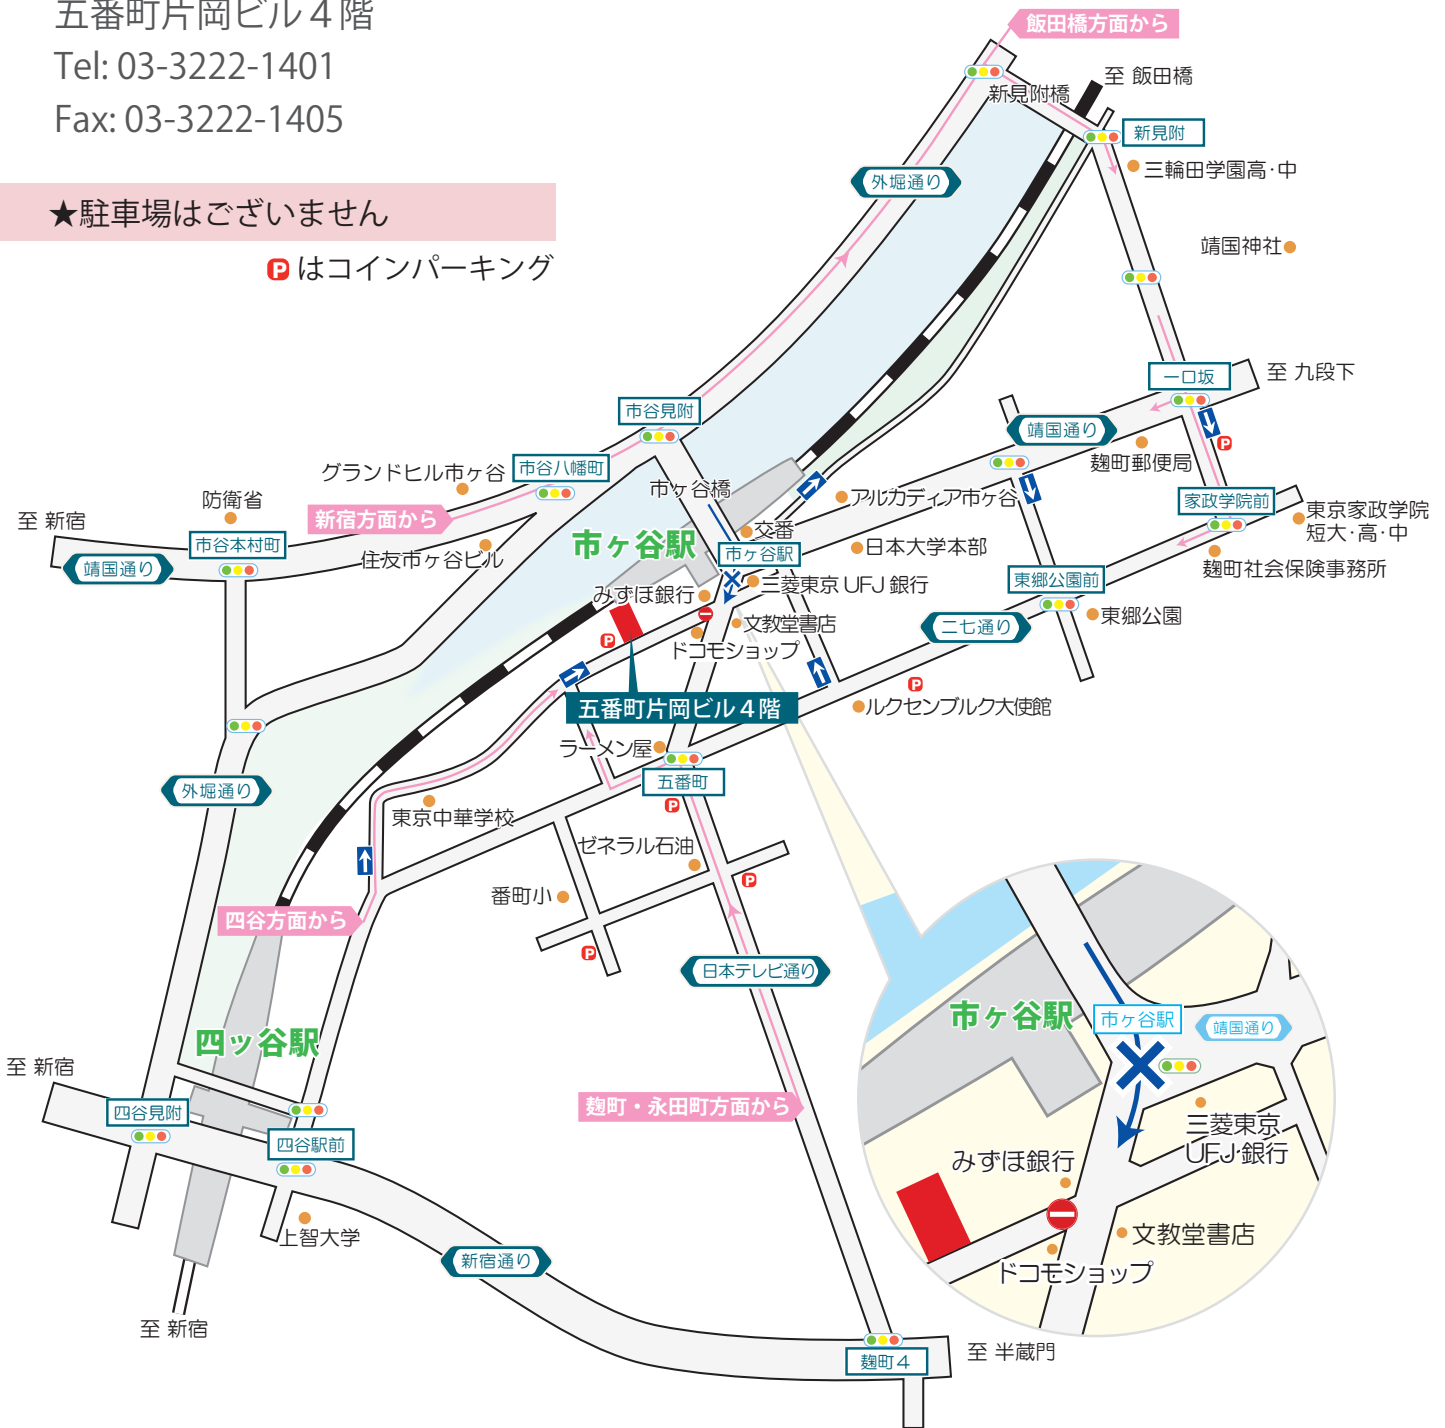 五番町片岡ビル4階
Tel: 03-3222-1401
Fax: 03-3222-1405
★駐車場はございません
P はコインパーキング
飯田橋方面から
至 飯田橋
新見附橋
新見附
三輪田学園高・中
外堀通り
靖国神社
一口坂
至 九段下
市谷見附
靖国通り
P
麹町郵便局
グランドヒル市ヶ谷
市谷八幡町
市ヶ谷橋
アルカディア市ヶ谷
家政学院前
東京家政学院
短大・高・中
防衛省
新宿方面から
至 新宿
市谷本村町
住友市ヶ谷ビル
市ヶ谷駅
交番
市ヶ谷駅
日本大学本部
麹町社会保険事務所
靖国通り
三菱東京 UFJ 銀行
東郷公園前
みずほ銀行
文教堂書店
二七通り
東郷公園
P
ドコモショップ
P
五番町片岡ビル4階
ルクセンブルク大使館
ラーメン屋
五番町
外堀通り
P
東京中華学校
ゼネラル石油
P
番町小
四谷方面から
P
日本テレビ通り
四ッ谷駅
市ヶ谷駅
市ヶ谷駅
靖国通り
至 新宿
四谷見附
麹町・永田町方面から
四谷駅前
三菱東京
UFJ 銀行
みずほ銀行
上智大学
文教堂書店
新宿通り
ドコモショップ
至 新宿
麹町4
至 半蔵門